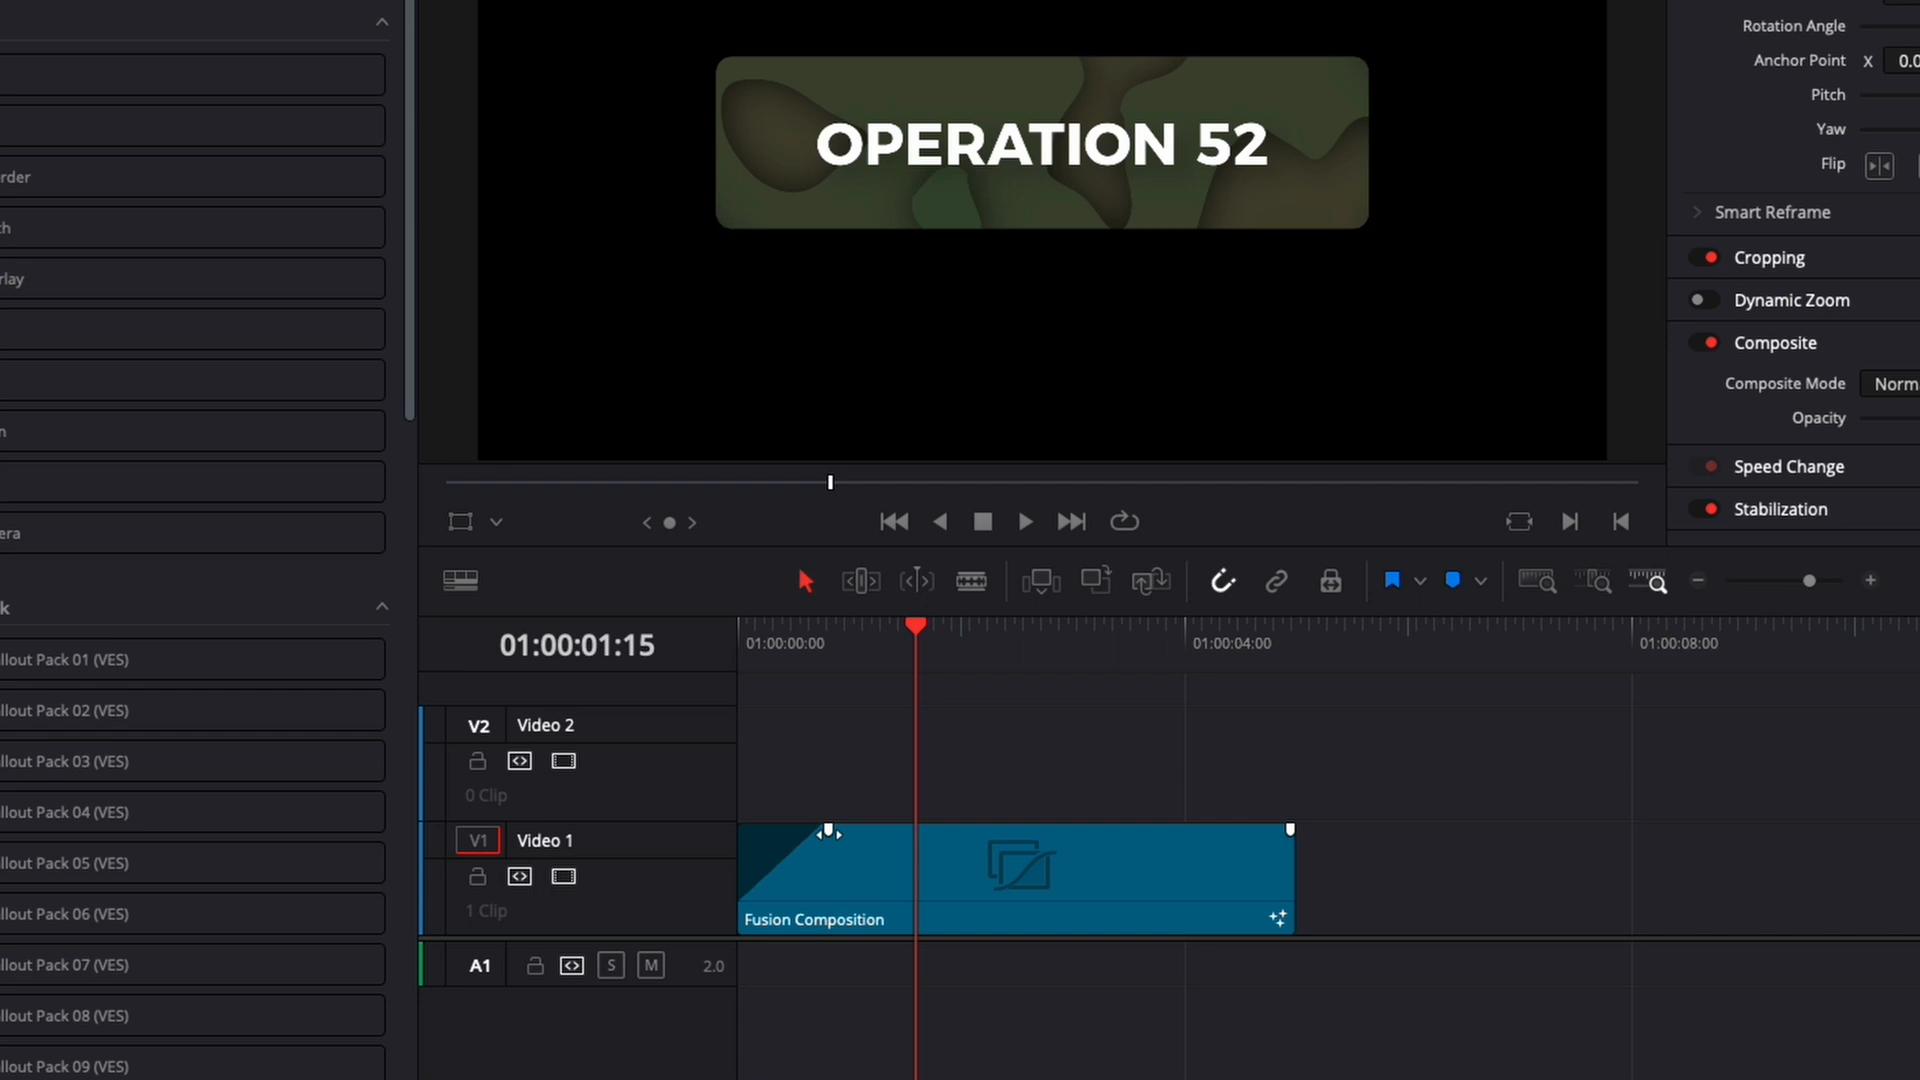 rder
th
rlay
n
era
k
llout Pack 01 (VES)
llout Pack 02 (VES)
llout Pack 03 (VES)
llout Pack 04 (VES)
llout Pack 05 (VES)
llout Pack 06 (VES)
llout Pack 07 (VES)
llout Pack 08 (VES)
llout Pack 09 (VES)
OPERATION 52
Rotation Angle
Anchor Point X 0.0
Pitch
Yaw
Flip
Smart Reframe
Cropping
Dynamic Zoom
Composite
Composite Mode Norma
Opacity
Speed Change
Stabilization
01:00:01:15
01:00:00:00 01:00:04:00 01:00:08:00
V2 Video 2
0 Clip
V1 Video 1
1 Clip
Fusion Composition
A1 S M 2.0